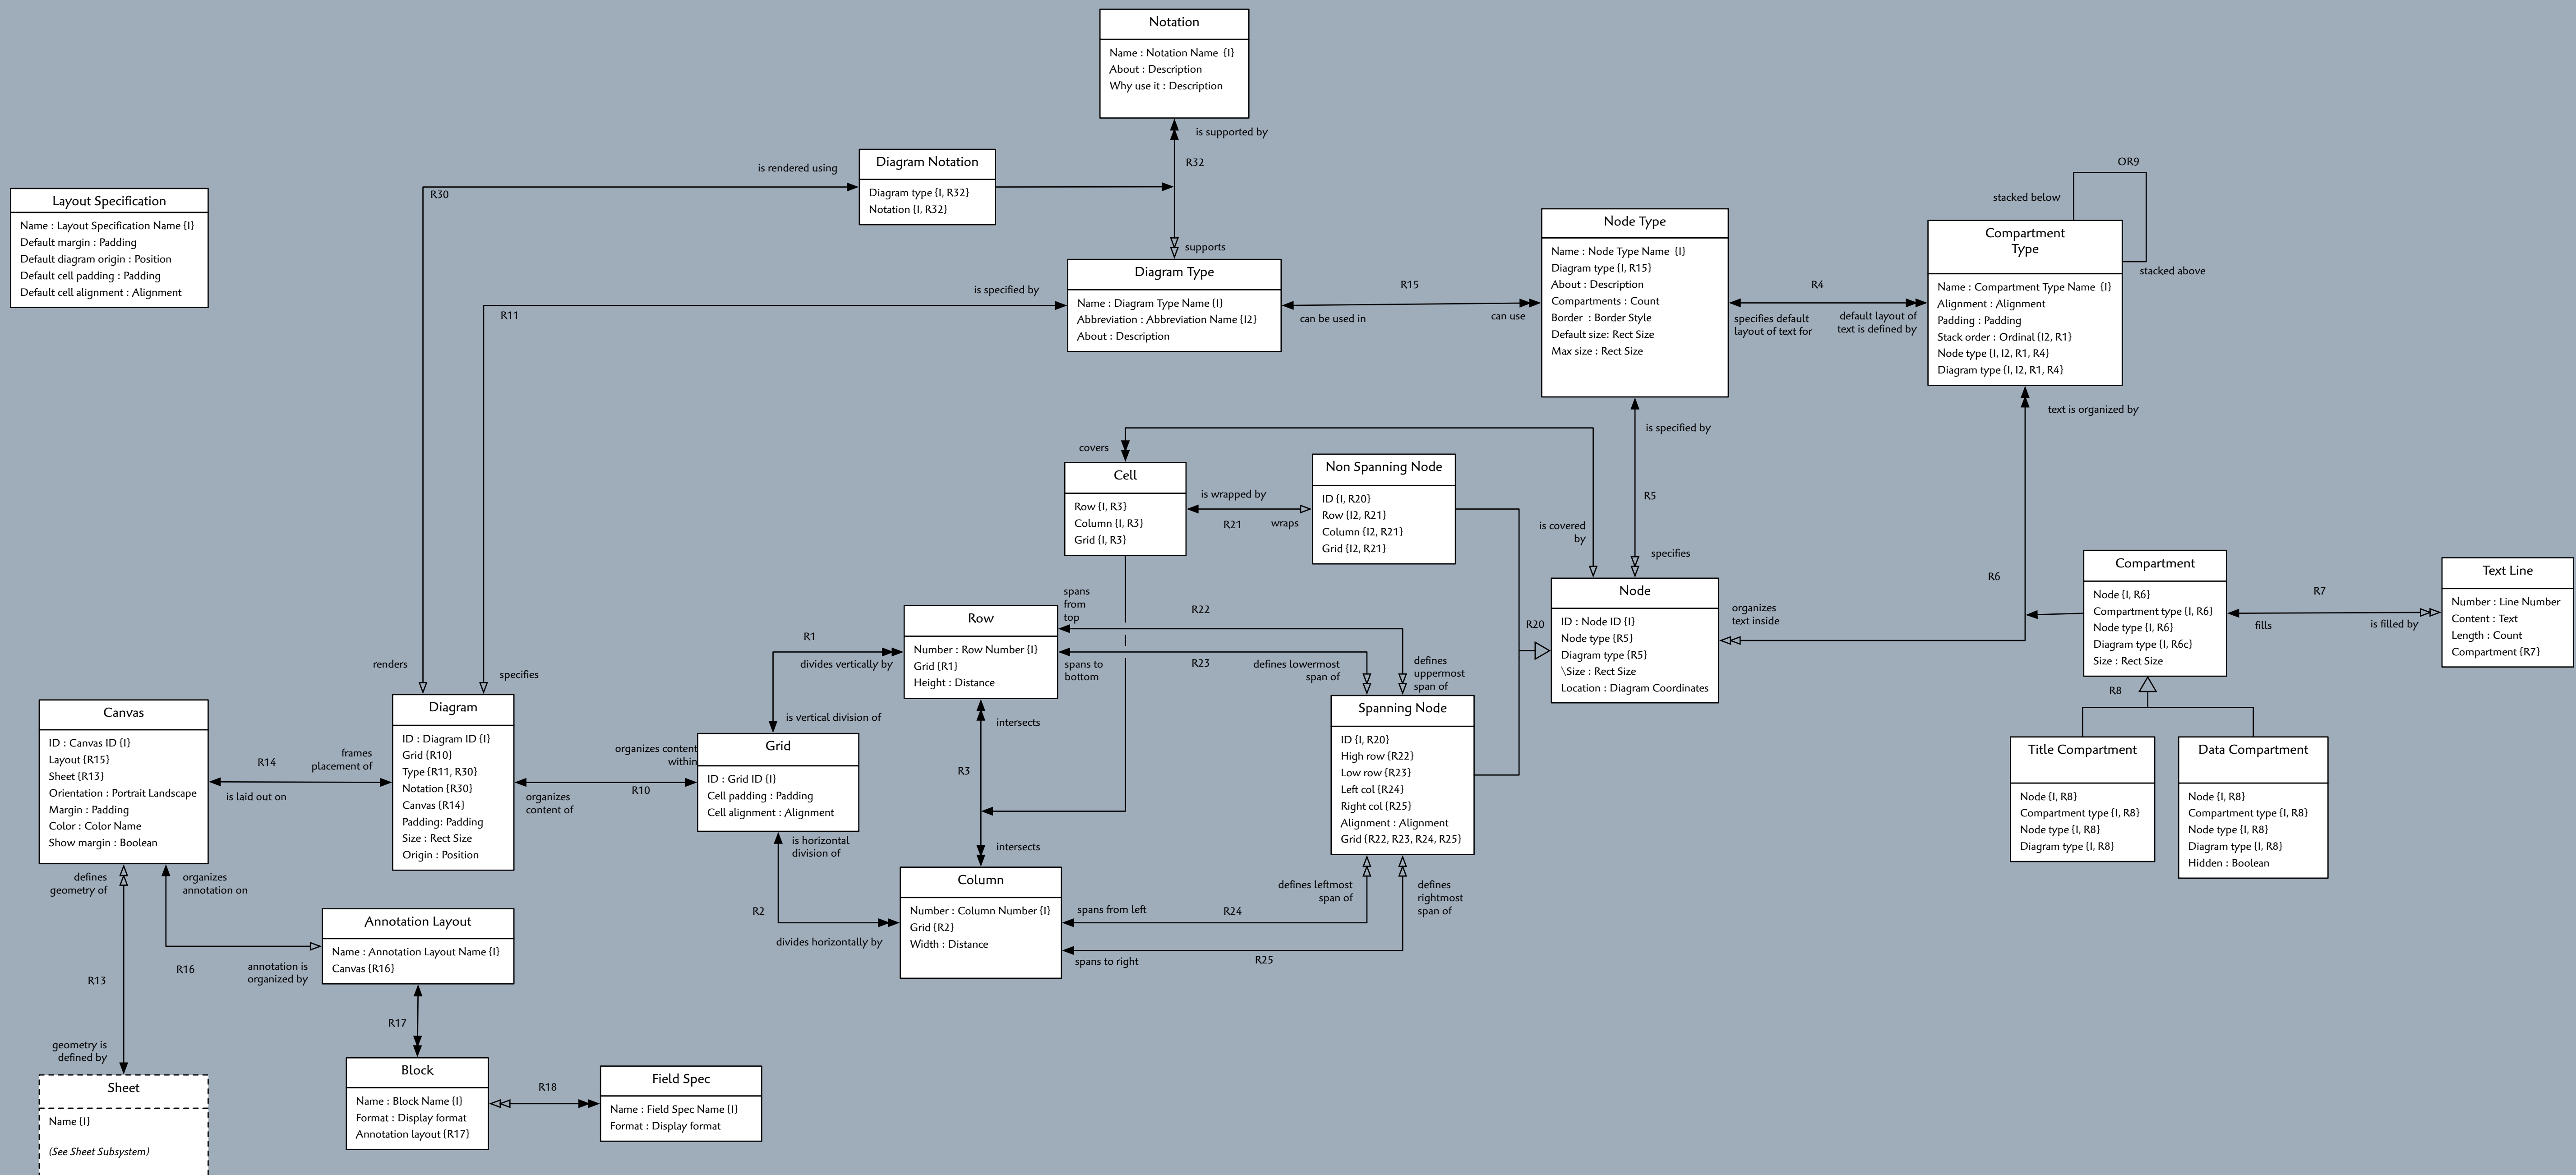 Notation
Name : Notation Name {I}
About : Description
Why use it : Description
is supported by
R32
supports
Diagram Notation
Diagram type {I, R32}
Notation {I, R32}
is rendered using
R30
renders
Layout Specification
Name : Layout Specification Name {I}
Default margin : Padding
Default diagram origin : Position
Default cell padding : Padding
Default cell alignment : Alignment
Diagram Type
Name : Diagram Type Name {I}
Abbreviation : Abbreviation Name {I2}
About : Description
is specified by
R11
specifies
R15
can be used in
can use
Node Type
Name : Node Type Name {I}
Diagram type {I, R15}
About : Description
Compartments : Count
Border : Border Style
Default size: Rect Size
Max size : Rect Size
R4
specifies default
layout of text for
default layout of
text is defined by
Compartment
Type
Name : Compartment Type Name {I}
Alignment : Alignment
Padding : Padding
Stack order : Ordinal {I2, R1}
Node type {I, I2, R1, R4}
Diagram type {I, I2, R1, R4}
OR9
stacked below
stacked above
text is organized by
R6
organizes
text inside
is specified by
R5
specifies
covers
is covered
by
Cell
Row {I, R3}
Column {I, R3}
Grid {I, R3}
is wrapped by
R21
wraps
Non Spanning Node
ID {I, R20}
Row {I2, R21}
Column {I2, R21}
Grid {I2, R21}
R20
Node
ID : Node ID {I}
Node type {R5}
Diagram type {R5}
\Size : Rect Size
Location : Diagram Coordinates
Compartment
Node {I, R6}
Compartment type {I, R6}
Node type {I, R6}
Diagram type {I, R6c}
Size : Rect Size
R7
fills
is filled by
Text Line
Number : Line Number
Content : Text
Length : Count
Compartment {R7}
R8
Title Compartment
Node {I, R8}
Compartment type {I, R8}
Node type {I, R8}
Diagram type {I, R8}
Data Compartment
Node {I, R8}
Compartment type {I, R8}
Node type {I, R8}
Diagram type {I, R8}
Hidden : Boolean
Row
Number : Row Number {I}
Grid {R1}
Height : Distance
spans
from
top
R22
spans to
bottom
R23
defines lowermost
span of
defines
uppermost
span of
R1
divides vertically by
is vertical division of
intersects
R3
intersects
Spanning Node
ID {I, R20}
High row {R22}
Low row {R23}
Left col {R24}
Right col {R25}
Alignment : Alignment
Grid {R22, R23, R24, R25}
Grid
ID : Grid ID {I}
Cell padding : Padding
Cell alignment : Alignment
organizes content
within
R10
organizes
content of
is horizontal
division of
R2
divides horizontally by
Column
Number : Column Number {I}
Grid {R2}
Width : Distance
spans from left
R24
defines leftmost
span of
spans to right
R25
defines
rightmost
span of
Diagram
ID : Diagram ID {I}
Grid {R10}
Type {R11, R30}
Notation {R30}
Canvas {R14}
Padding: Padding
Size : Rect Size
Origin : Position
frames
placement of
R14
is laid out on
Canvas
ID : Canvas ID {I}
Layout {R15}
Sheet {R13}
Orientation : Portrait Landscape
Margin : Padding
Color : Color Name
Show margin : Boolean
defines
geometry of
organizes
annotation on
R13
R16
annotation is
organized by
Annotation Layout
Name : Annotation Layout Name {I}
Canvas {R16}
R17
geometry is
defined by
Sheet
Name {I}
(See Sheet Subsystem)
Block
Name : Block Name {I}
Format : Display format
Annotation layout {R17}
R18
Field Spec
Name : Field Spec Name {I}
Format : Display format